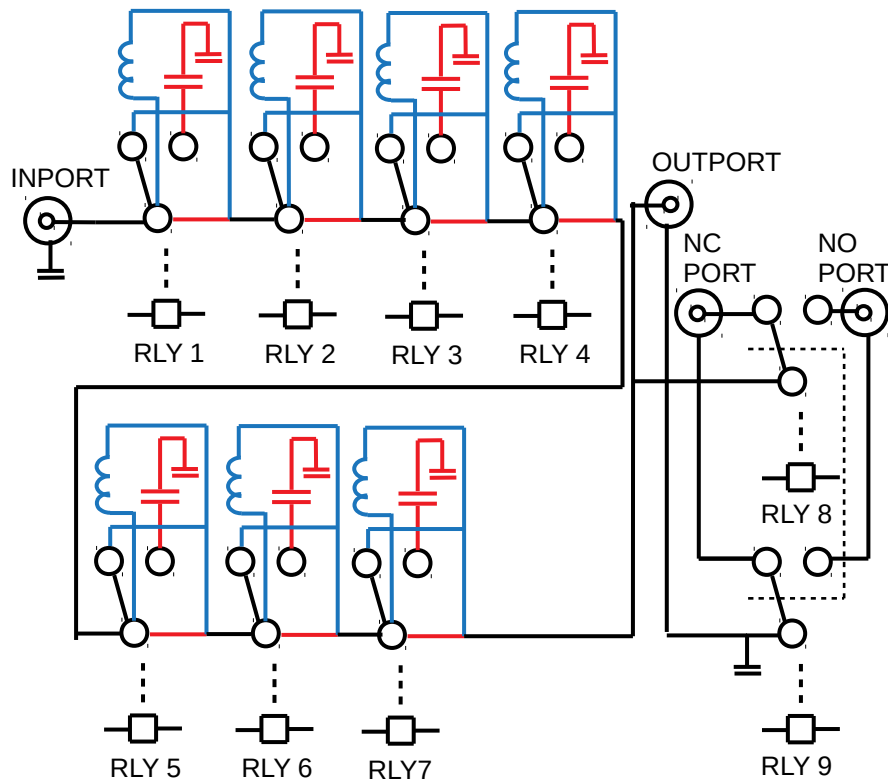 INPORT
OUTPORT
NC
PORT
NO
PORT
RLY 1
RLY 2
RLY 3
RLY 4
RLY 8
RLY 5
RLY 6
RLY7
RLY 9